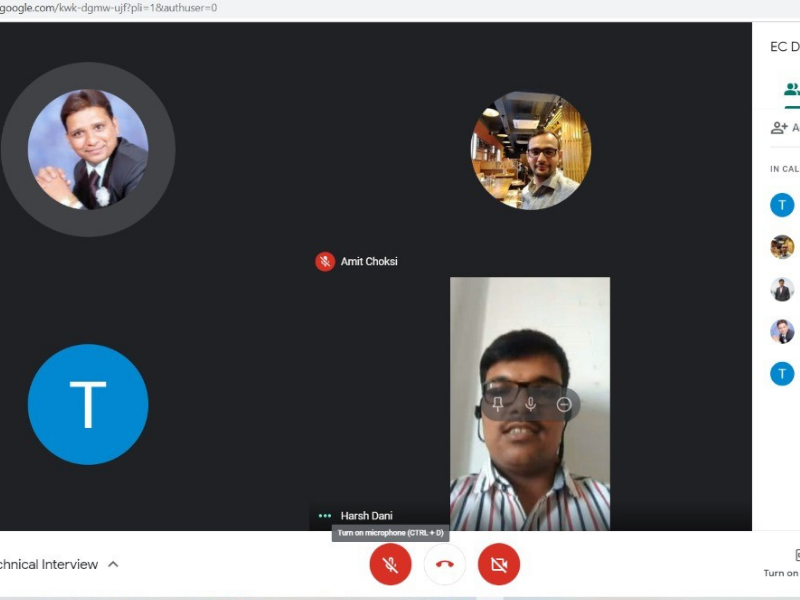 google.com/kwk-dgmw-ujf?pli=1&authuser=0
EC D
A
IN CAL
T
Amit Choksi
T
T
Harsh Dani
Turn on microphone (CTRL + D)
chnical Interview
Turn on